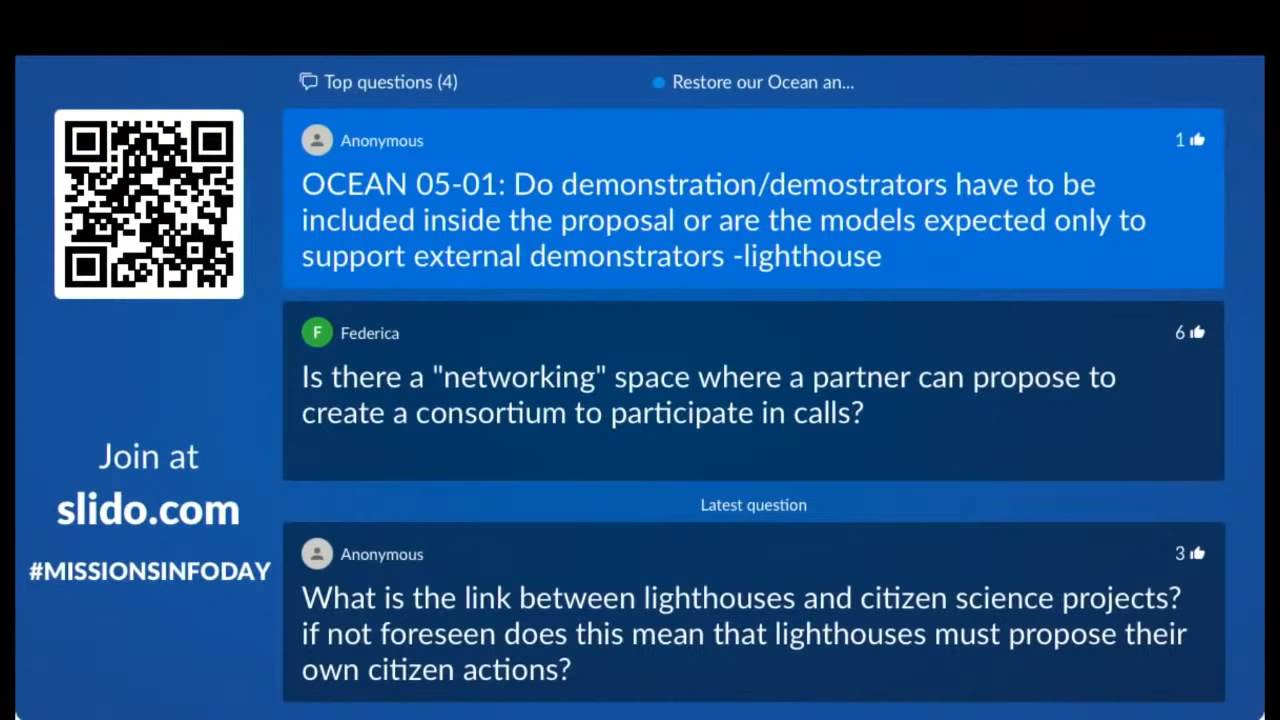 Top questions (4)
Restore our Ocean an...
Anonymous
1
OCEAN 05-01: Do demonstration/demostrators have to be
included inside the proposal or are the models expected only to
support external demonstrators -lighthouse
F
Federica
6
Is there a "networking" space where a partner can propose to
create a consortium to participate in calls?
Join at
slido.com
#MISSIONSINFODAY
Latest question
Anonymous
3
What is the link between lighthouses and citizen science projects?
if not foreseen does this mean that lighthouses must propose their
own citizen actions?